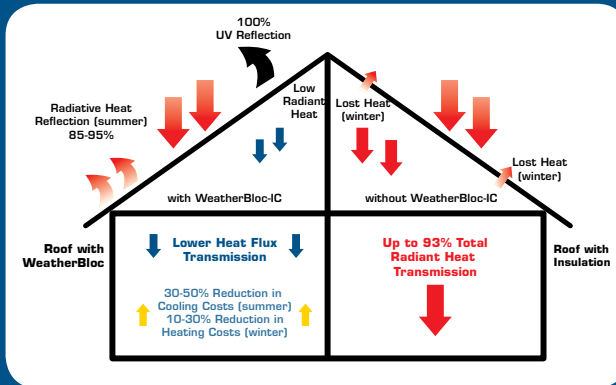 100%
UV Reflection
Radiative Heat
Reflection (summer)
85-95%
Low
Radiant
Heat
Lost Heat
(winter)
Lost Heat
(winter)
with WeatherBloc-IC
without WeatherBloc-IC
Roof with
WeatherBloc
Lower Heat Flux
Transmission
30-50% Reduction in
Cooling Costs (summer)
10-30% Reduction in
Heating Costs (winter)
Up to 93% Total
Radiant Heat
Transmission
Roof with
Insulation